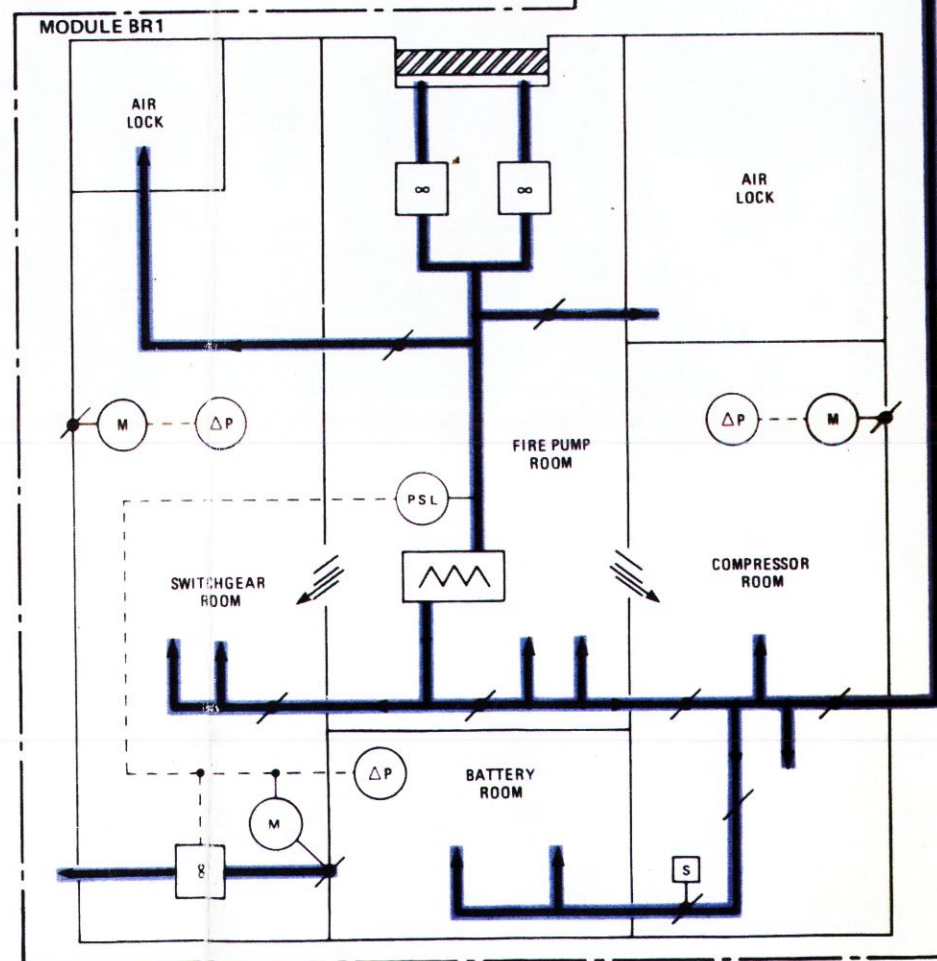 MODULE BR1
AIR
LOCK
∞
∞
AIR
LOCK
M
ΔP
ΔP
M
FIRE PUMP
ROOM
PSL
SWITCHGEAR
ROOM
COMPRESSOR
ROOM
ΔP
BATTERY
ROOM
M
∞
S